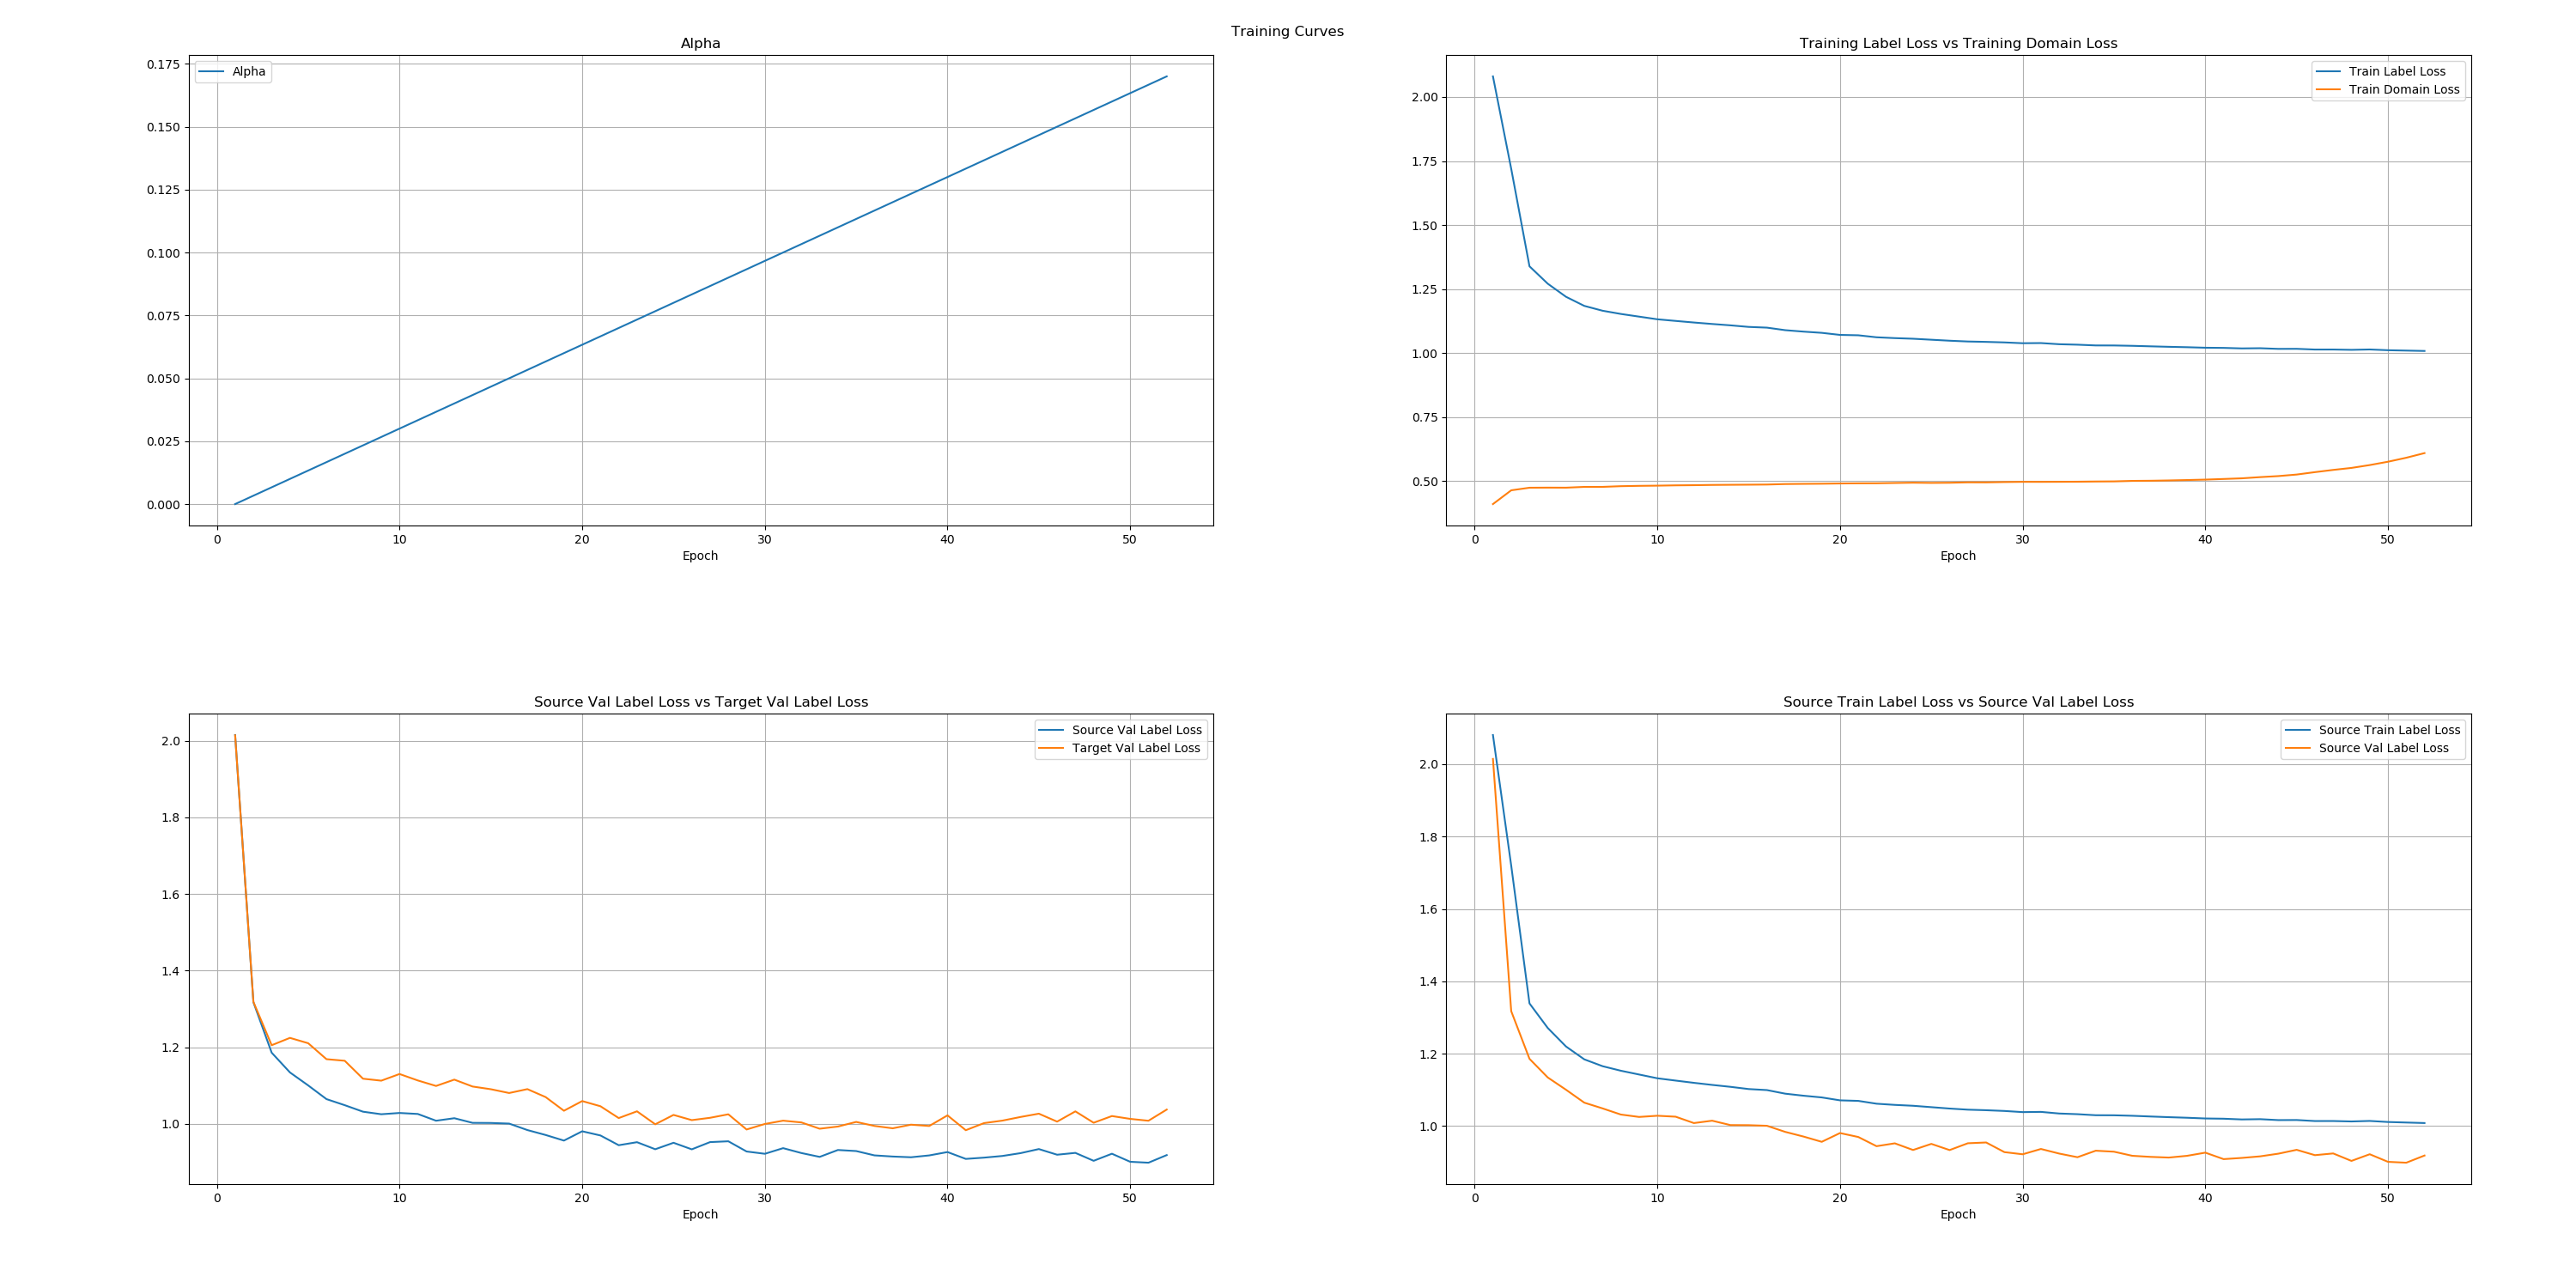 Training Curves
Alpha
Alpha
0.175
0.150
0.125
0.100
0.075
0.050
0.025
0.000
0 10 20 30 40 50
Epoch
Training Label Loss vs Training Domain Loss
Train Label Loss
Train Domain Loss
2.00
1.75
1.50
1.25
1.00
0.75
0.50
0 10 20 30 40 50
Epoch
Source Val Label Loss vs Target Val Label Loss
Source Val Label Loss
Target Val Label Loss
2.0
1.8
1.6
1.4
1.2
1.0
0 10 20 30 40 50
Epoch
Source Train Label Loss vs Source Val Label Loss
Source Train Label Loss
Source Val Label Loss
2.0
1.8
1.6
1.4
1.2
1.0
0 10 20 30 40 50
Epoch